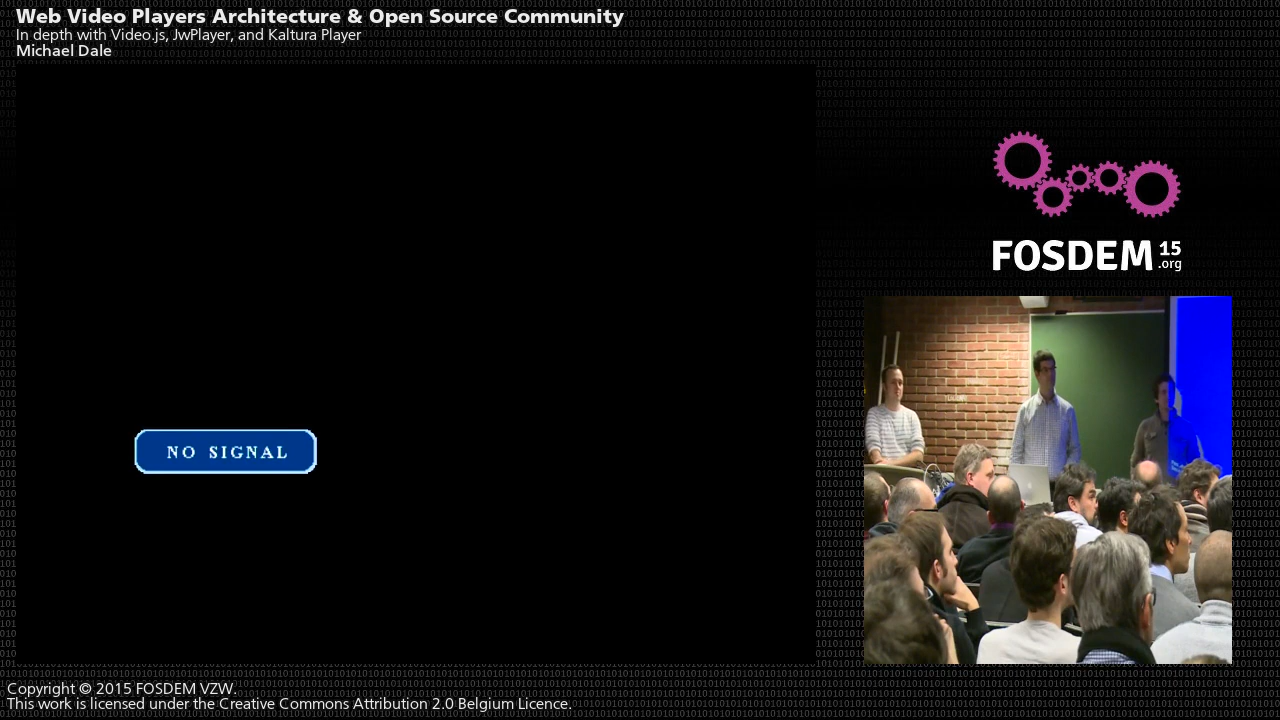 Web Video Players Architecture & Open Source Community
In depth with Video.js, JwPlayer, and Kaltura Player
Michael Dale
FOSDEM 15
.org
NO SIGNAL
Copyright © 2015 FOSDEM VZW.
This work is licensed under the Creative Commons Attribution 2.0 Belgium Licence.